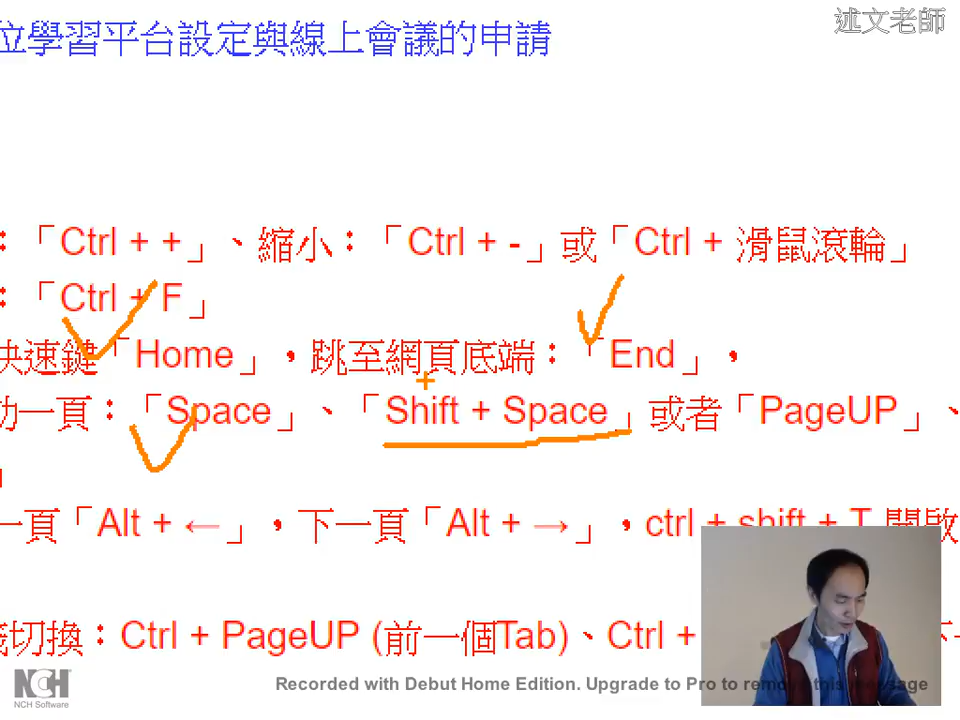 位學習平台設定與線上會議的申請
述文老師
：「Ctrl + +」、縮小：「Ctrl + -」或「Ctrl + 滑鼠滾輪」
：「Ctrl + F」
快速鍵「Home」，跳至網頁底端：「End」，
動一頁：「Space」、「Shift + Space」或者「PageUP」、
」
一頁「Alt + ←」，下一頁「Alt + →」，ctrl + shift + T 開啟
切換：Ctrl + PageUP (前一個Tab)、Ctrl +
NCH
NCH Software
Recorded with Debut Home Edition. Upgrade to Pro to remove this message